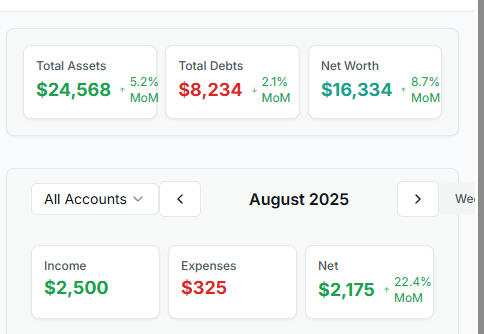 Total Assets
$24,568 ↑ 5.2% MoM
Total Debts
$8,234 ↓ 2.1% MoM
Net Worth
$16,334 ↑ 8.7% MoM
All Accounts
August 2025
Income
$2,500
Expenses
$325
Net
$2,175 ↑ 22.4% MoM